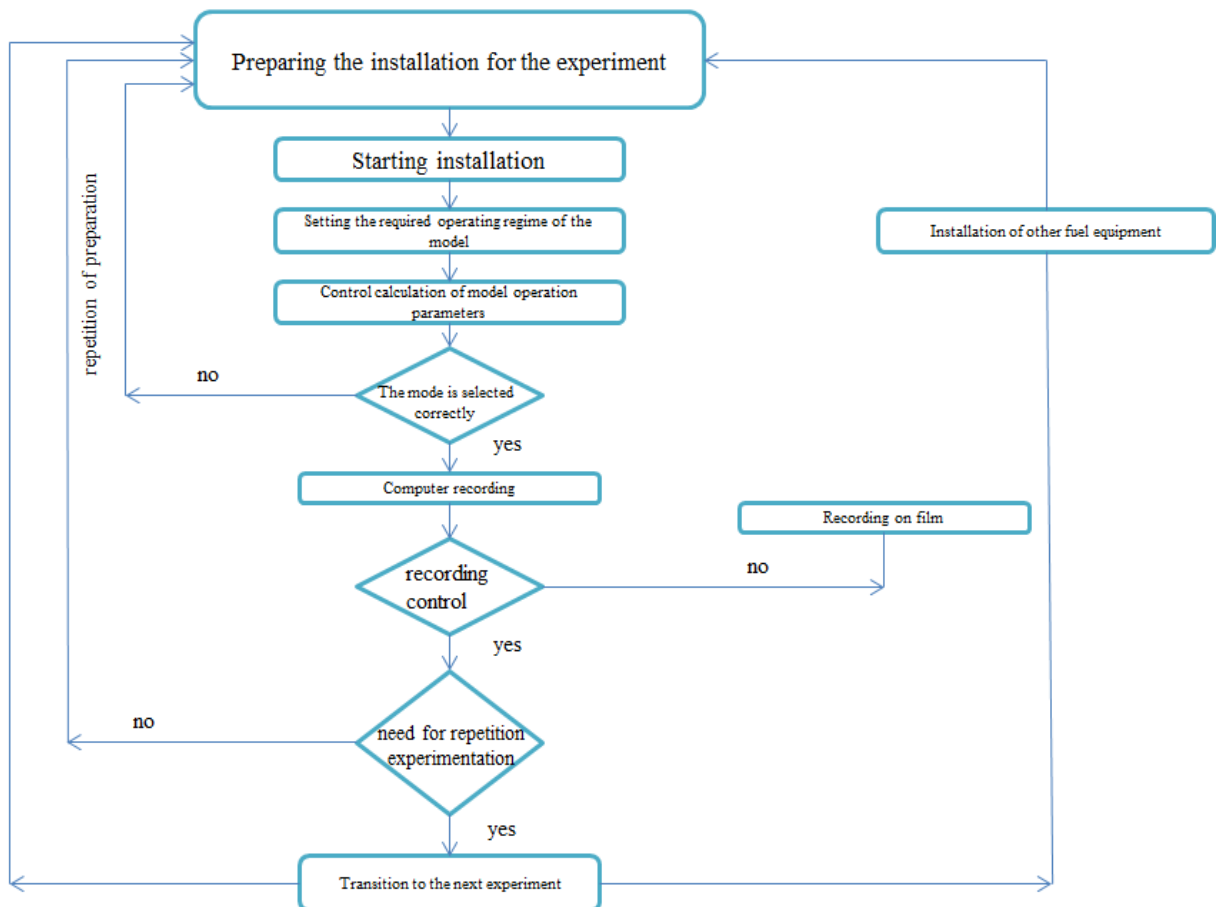 Preparing the installation for the experiment
Starting installation
Setting the required operating regime of the
model
Installation of other fuel equipment
repetition of preparation
Control calculation of model operation
parameters
no
The mode is selected
correctly
yes
Computer recording
Recording on film
recording
control
no
yes
no
need for repetition
experimentation
yes
Transition to the next experiment